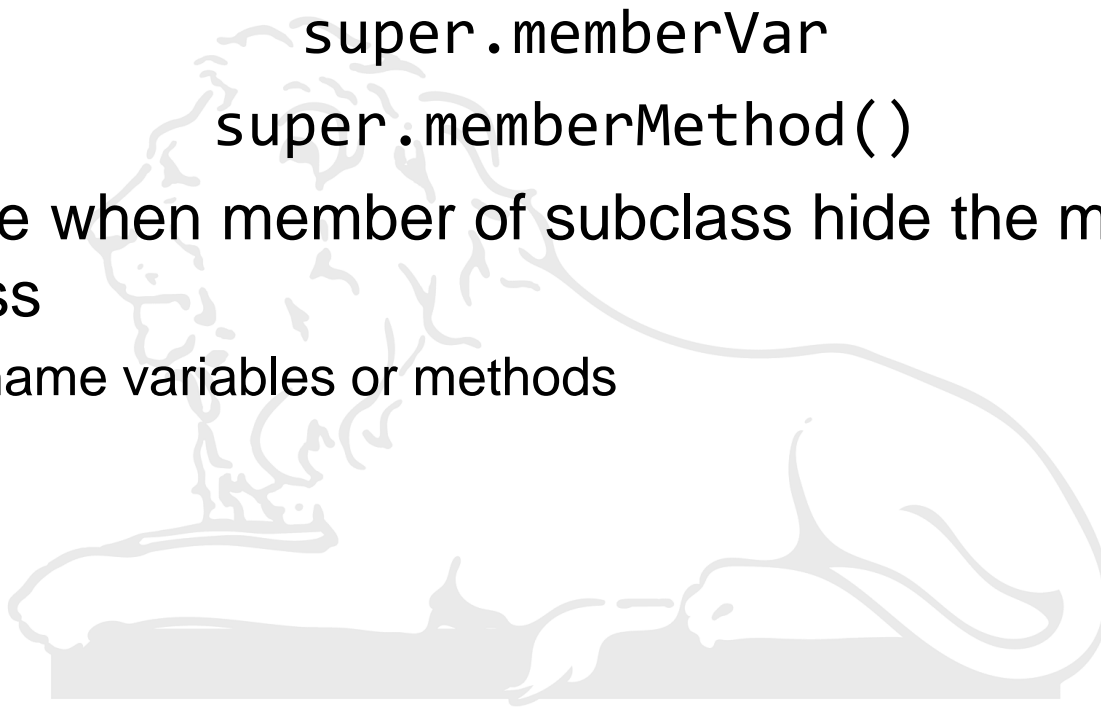 super.memberVar
super.memberMethod()
e when member of subclass hide the m
ss
name variables or methods